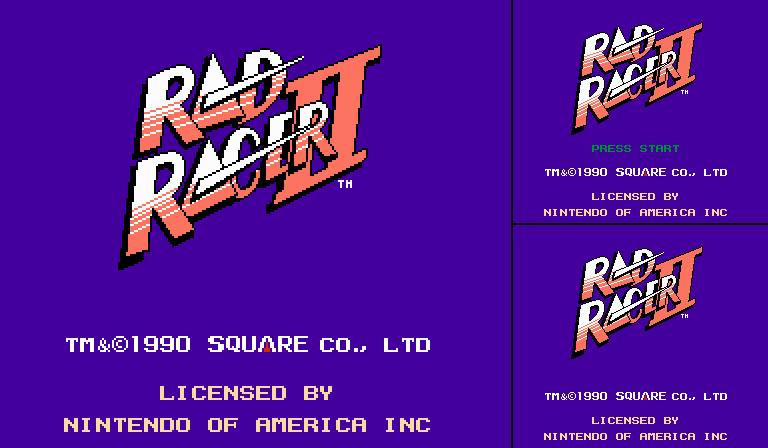 RAD
RACER II
TM
TM&©1990 SQUARE CO., LTD
LICENSED BY
NINTENDO OF AMERICA INC
RAD
RACER II
TM
PRESS START
TM&©1990 SQUARE CO., LTD
LICENSED BY
NINTENDO OF AMERICA INC
RAD
RACER II
TM
TM&©1990 SQUARE CO., LTD
LICENSED BY
NINTENDO OF AMERICA INC